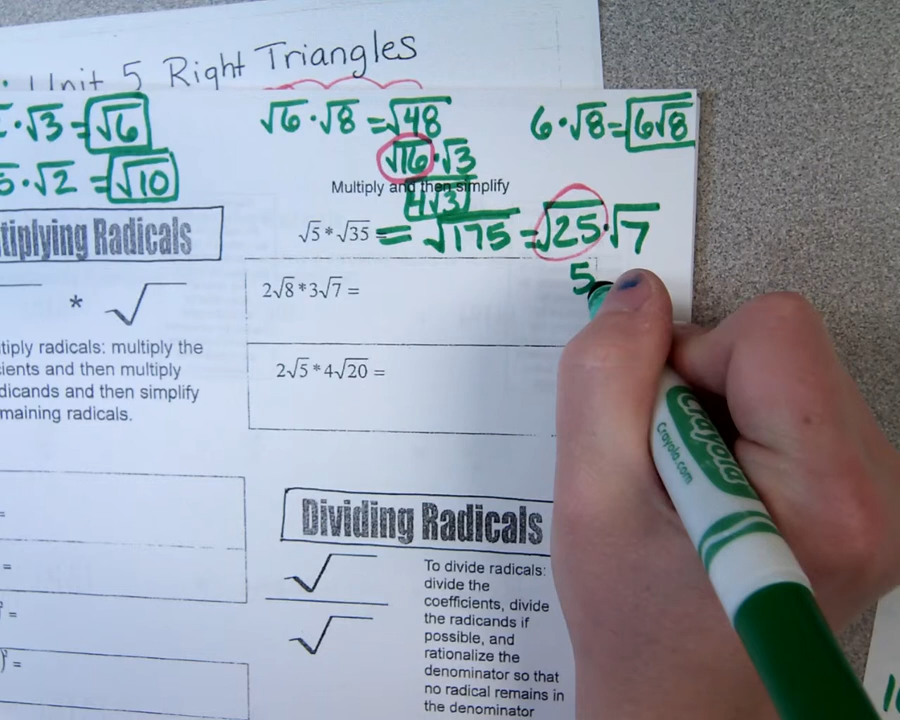 Unit 5 Right Triangles
· √3 = √6
√6 · √8 = √48
6 · √8 = 6√8
√16 · √3
· √2 = √10
Multiply and then simplify
4√3
tiplying Radicals
√5 * √35 = √175 = √25 · √7
5
* √
2√8 * 3√7 =
tiply radicals: multiply the
ients and then multiply
dicands and then simplify
maining radicals.
2√5 * 4√20 =
Dividing Radicals
=
=
=
) =
√
√
To divide radicals:
divide the
coefficients, divide
the radicands if
possible, and
rationalize the
denominator so that
no radical remains in
the denominator
Crayola
Crayola.com